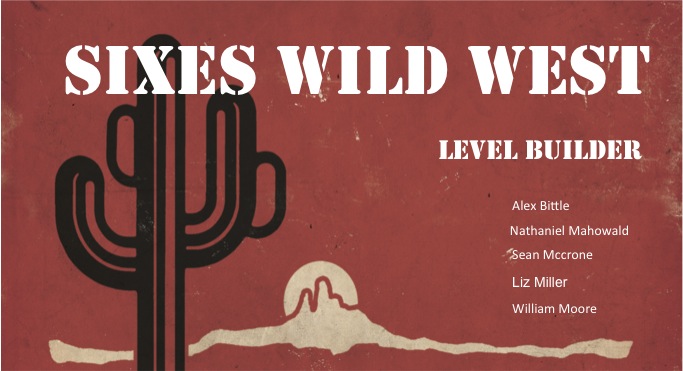 SIXES WILD WEST
LEVEL BUILDER
Alex Bittle
Nathaniel Mahowald
Sean Mccrone
Liz Miller
William Moore